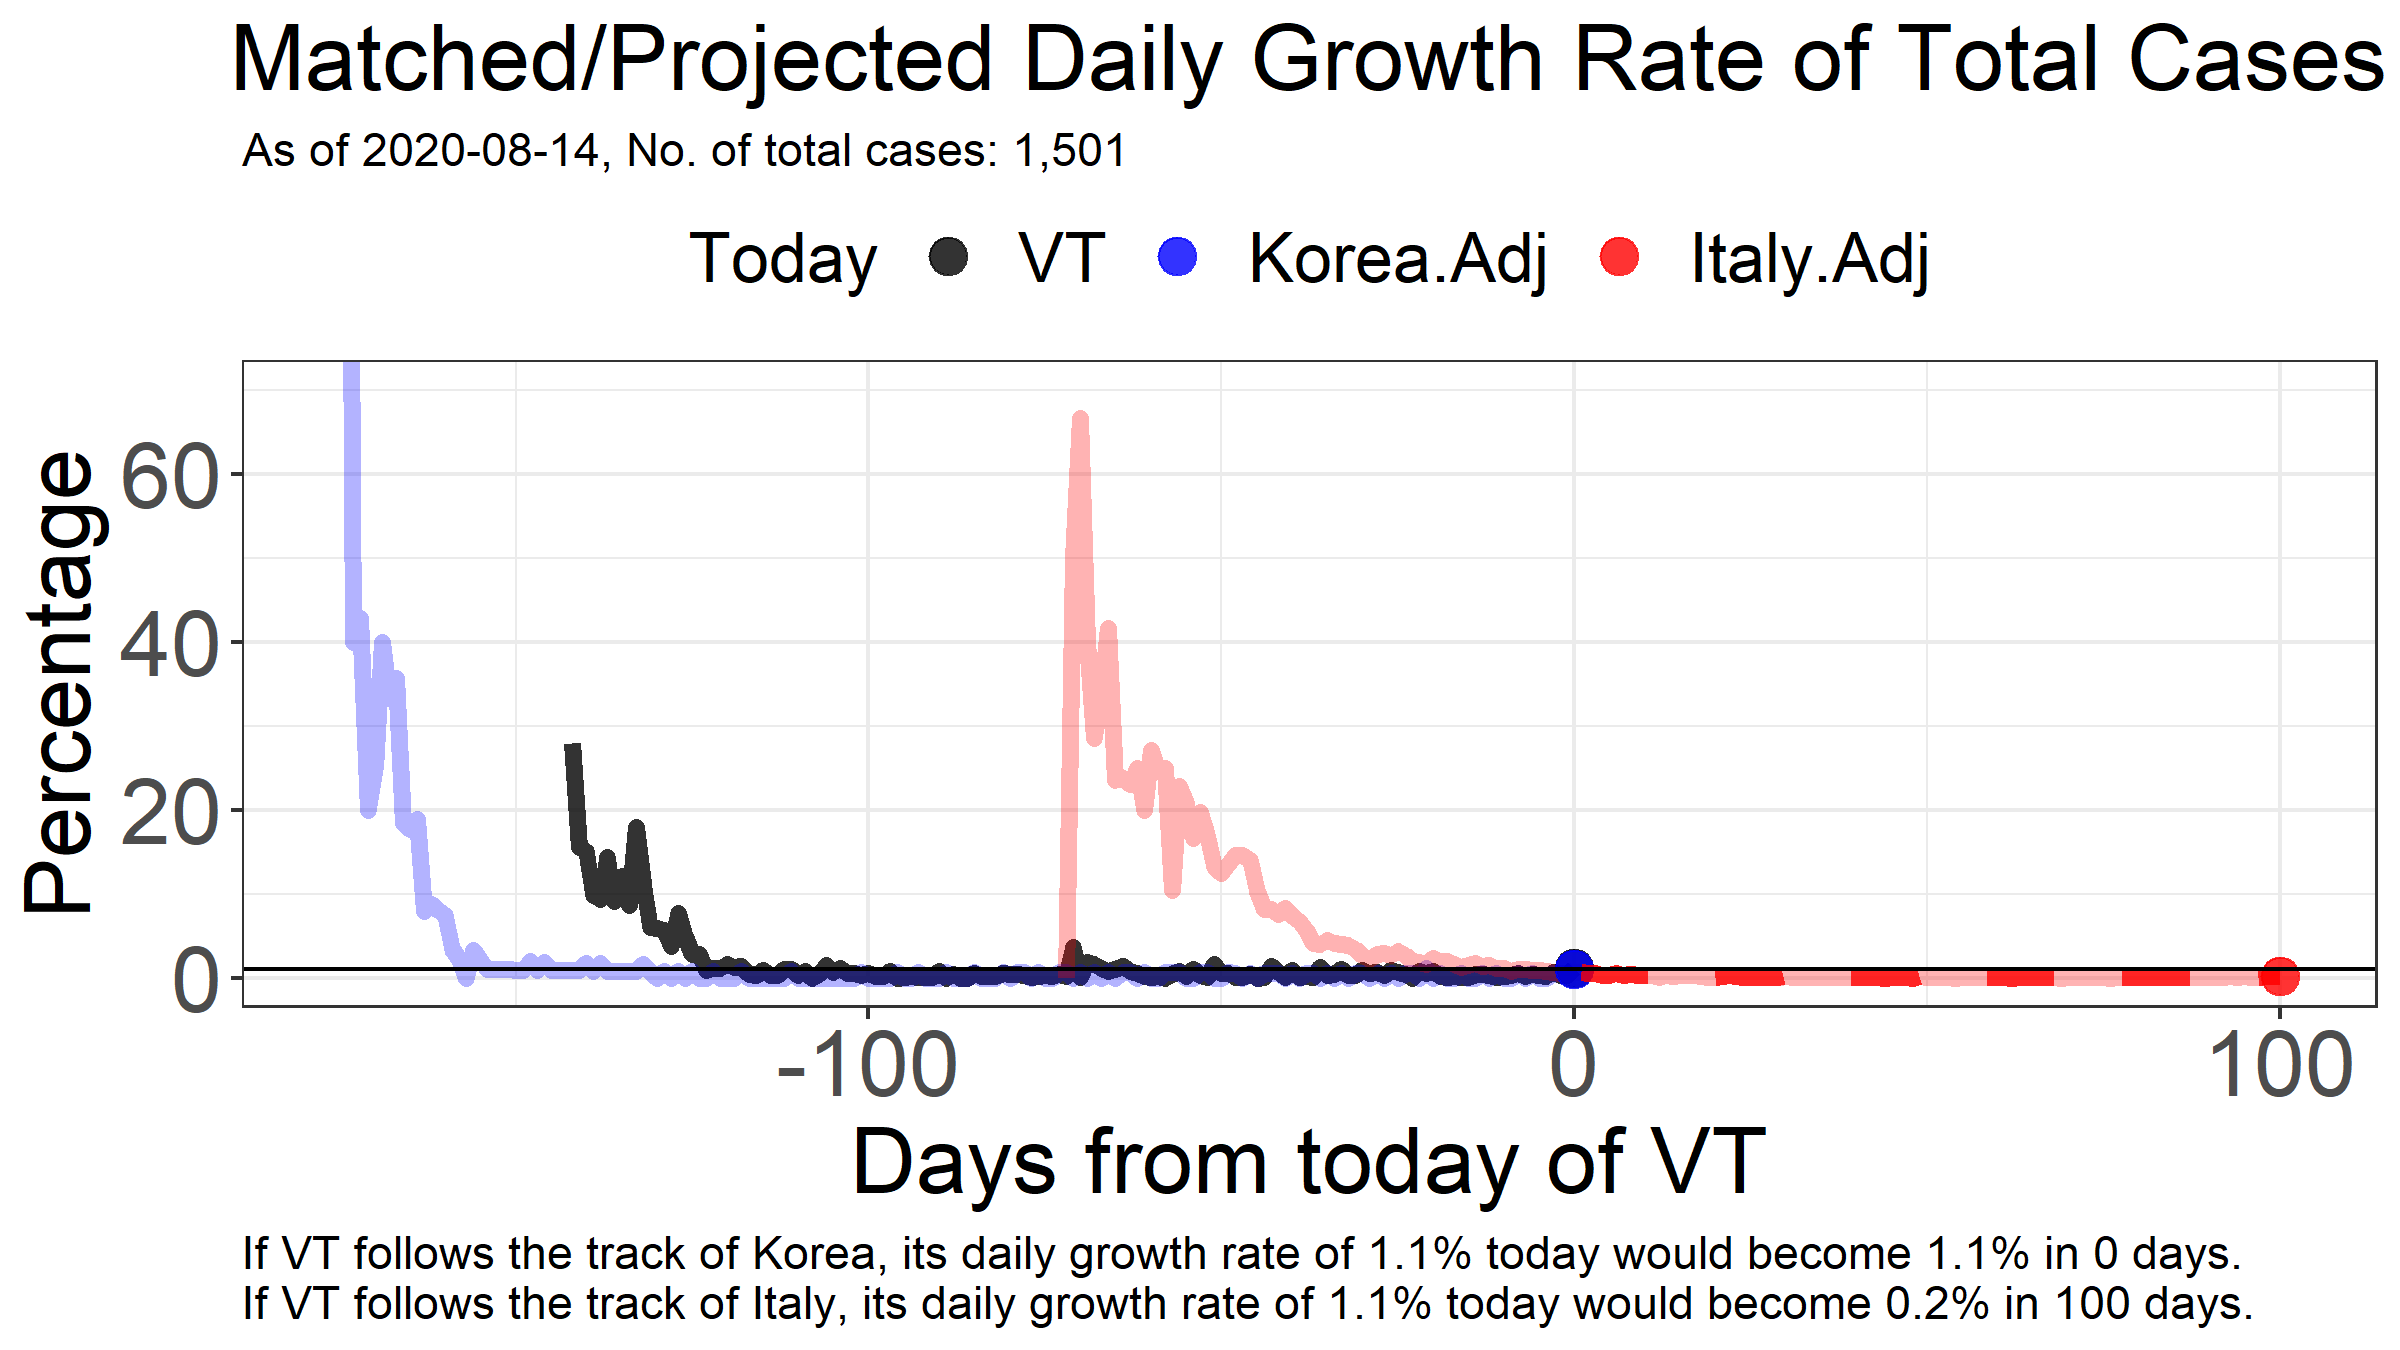 Matched/Projected Daily Growth Rate of Total Cases
As of 2020-08-14, No. of total cases: 1,501
Today VT Korea.Adj Italy.Adj
Percentage
60
40
20
0
-100 0 100
Days from today of VT
If VT follows the track of Korea, its daily growth rate of 1.1% today would become 1.1% in 0 days.
If VT follows the track of Italy, its daily growth rate of 1.1% today would become 0.2% in 100 days.